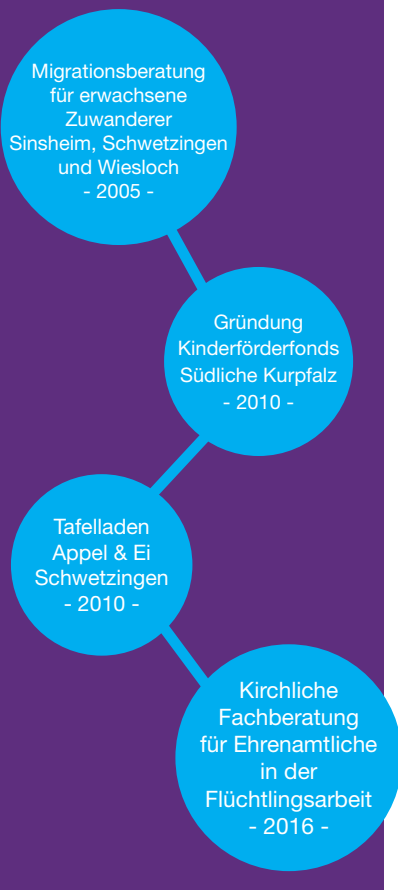 Migrationsberatung
für erwachsene
Zuwanderer
Sinsheim, Schwetzingen
und Wiesloch
- 2005 -
Gründung
Kinderförderfonds
Südliche Kurpfalz
- 2010 -
Tafelladen
Appel & Ei
Schwetzingen
- 2010 -
Kirchliche
Fachberatung
für Ehrenamtliche
in der
Flüchtlingsarbeit
- 2016 -